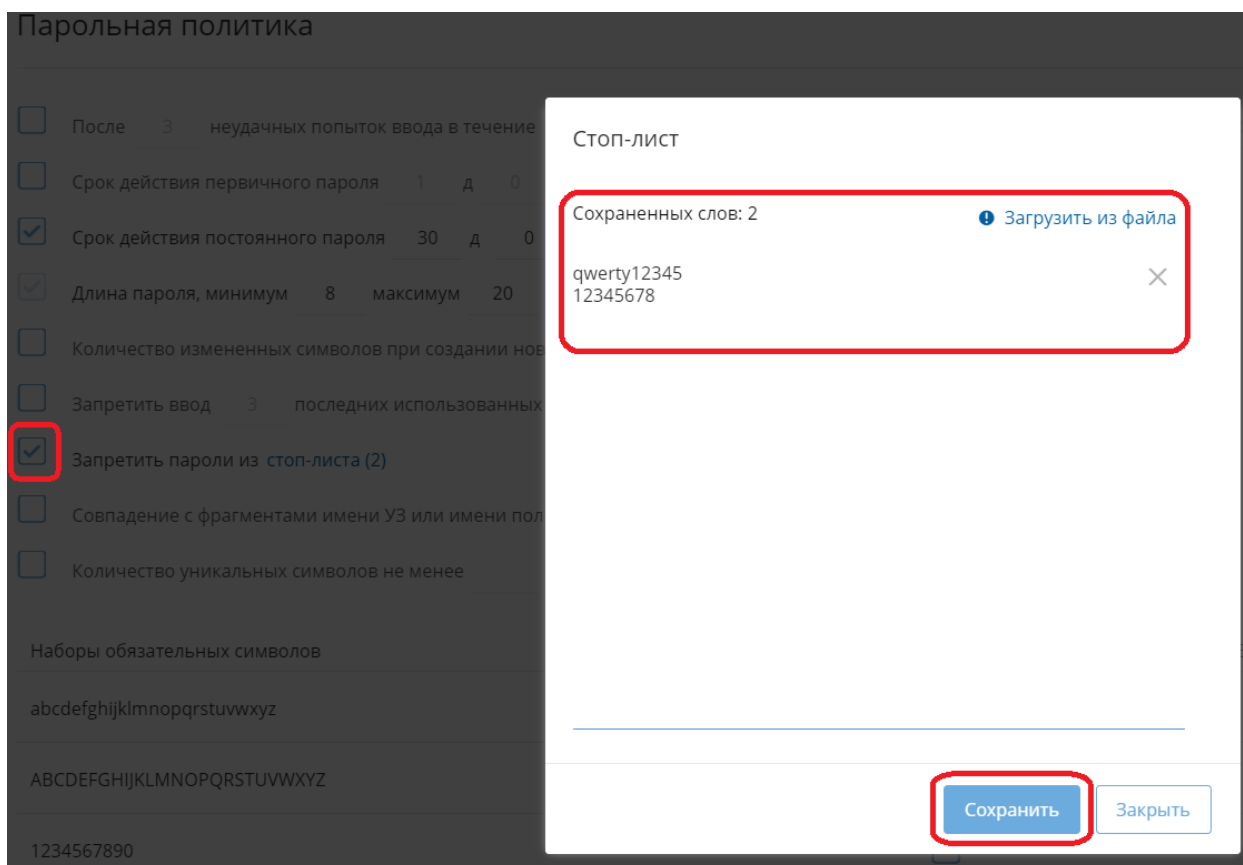 Парольная политика
После 3 неудачных попыток ввода в течение
Срок действия первичного пароля 1 д 0
Срок действия постоянного пароля 30 д 0
Длина пароля, минимум 8 максимум 20
Количество измененных символов при создании нов
Запретить ввод 3 последних использованных
Запретить пароли из стоп-листа (2)
Совпадение с фрагментами имени УЗ или имени пол
Количество уникальных символов не менее
Наборы обязательных символов
abcdefghijklmnopqrstuvwxyz
ABCDEFGHIJKLMNOPQRSTUVWXYZ
1234567890
Стоп-лист
Сохраненных слов: 2 Загрузить из файла
qwerty12345
12345678
Сохранить Закрыть